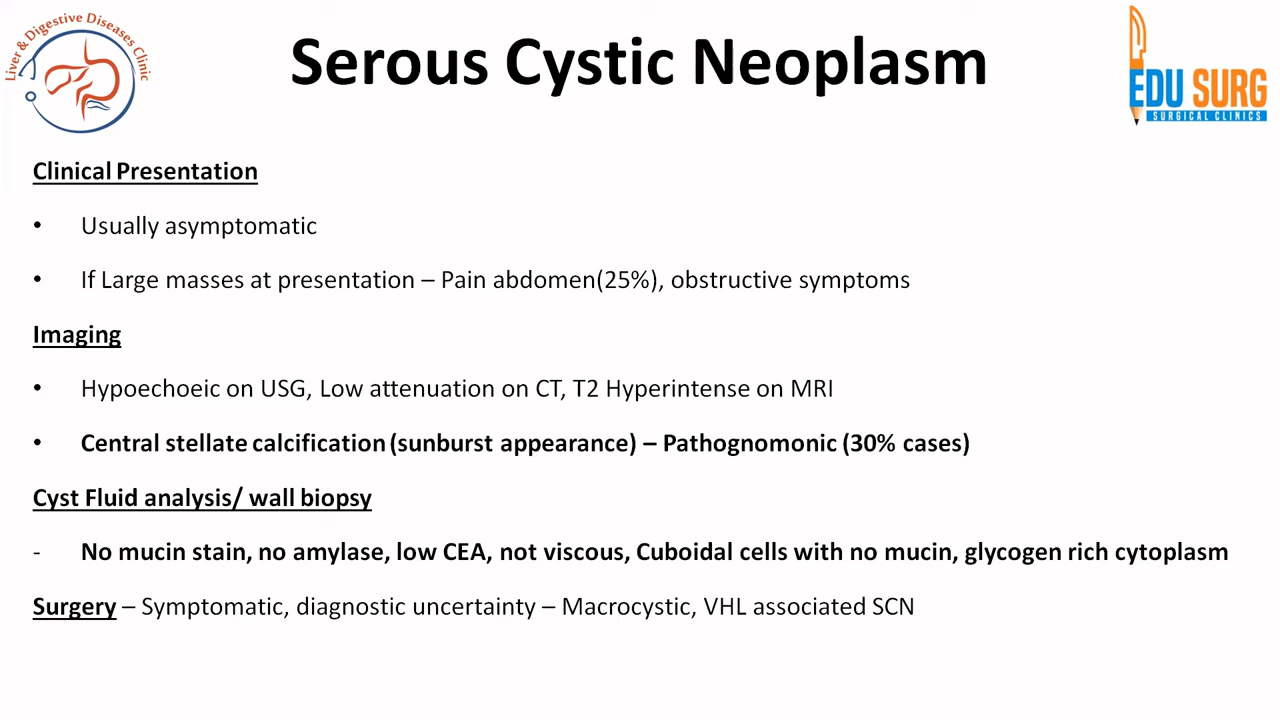 Liver & Digestive Diseases Clinic
Serous Cystic Neoplasm
EDU SURG
SURGICAL CLINICS
Clinical Presentation
• Usually asymptomatic
• If Large masses at presentation – Pain abdomen(25%), obstructive symptoms
Imaging
• Hypoechoeic on USG, Low attenuation on CT, T2 Hyperintense on MRI
• Central stellate calcification (sunburst appearance) – Pathognomonic (30% cases)
Cyst Fluid analysis/ wall biopsy
- No mucin stain, no amylase, low CEA, not viscous, Cuboidal cells with no mucin, glycogen rich cytoplasm
Surgery – Symptomatic, diagnostic uncertainty – Macrocystic, VHL associated SCN